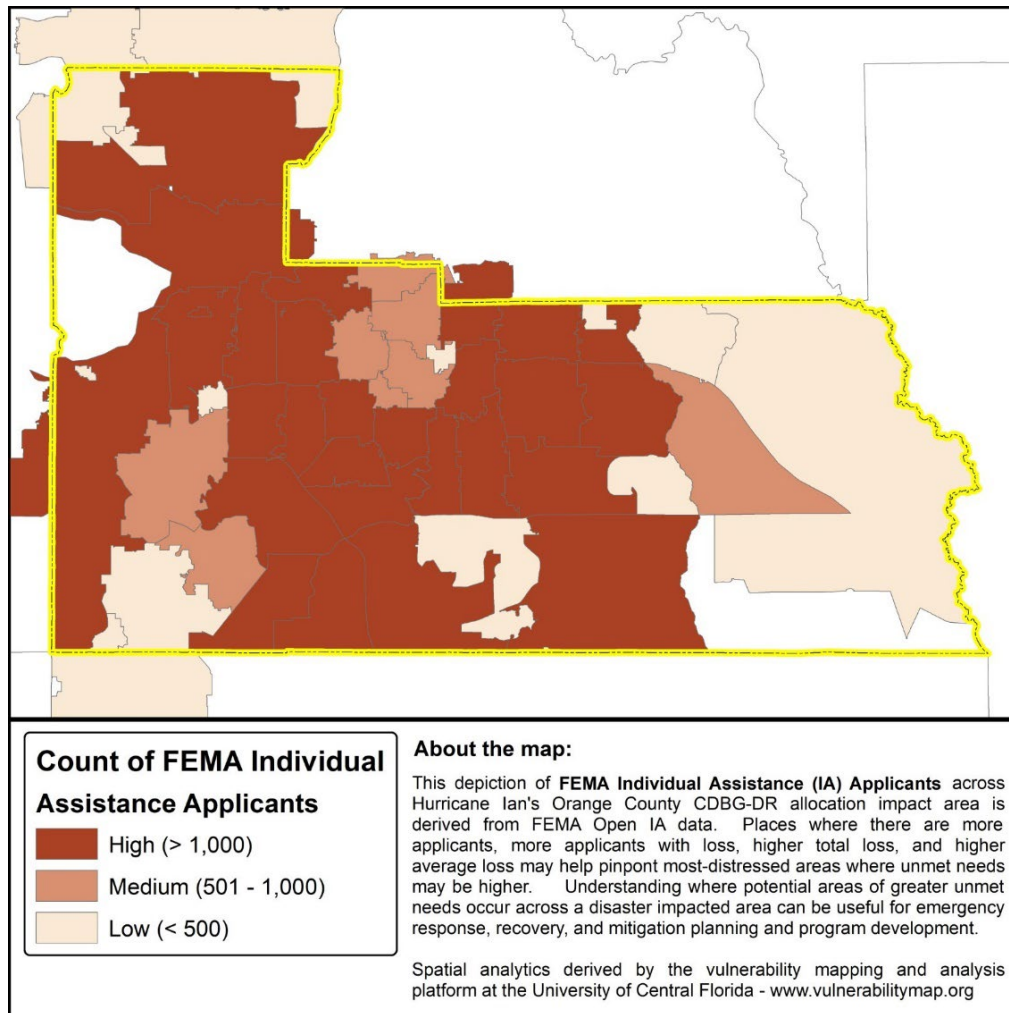 Count of FEMA Individual
Assistance Applicants
High (> 1,000)
Medium (501 - 1,000)
Low (< 500)
About the map:
This depiction of FEMA Individual Assistance (IA) Applicants across
Hurricane Ian's Orange County CDBG-DR allocation impact area is
derived from FEMA Open IA data. Places where there are more
applicants, more applicants with loss, higher total loss, and higher
average loss may help pinpont most-distressed areas where unmet needs
may be higher. Understanding where potential areas of greater unmet
needs occur across a disaster impacted area can be useful for emergency
response, recovery, and mitigation planning and program development.
Spatial analytics derived by the vulnerability mapping and analysis
platform at the University of Central Florida - www.vulnerabilitymap.org